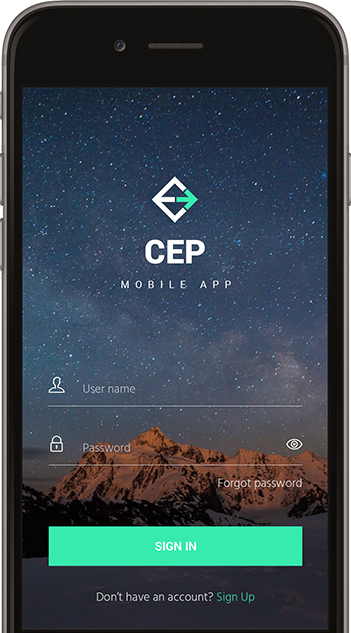 CEP
MOBILE APP
User name
Password
Forgot password
SIGN IN
Don't have an account? Sign Up